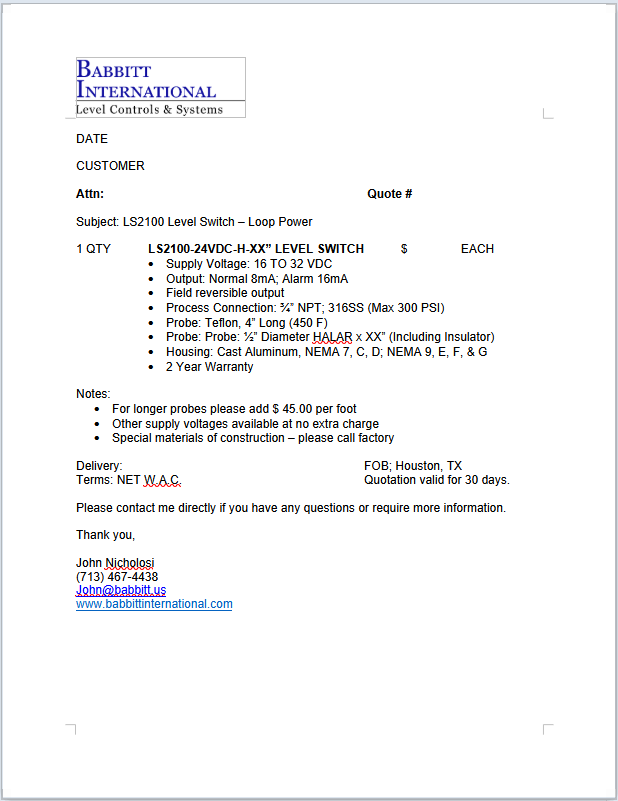 BABBITT
INTERNATIONAL
Level Controls & Systems
DATE
CUSTOMER
Attn: Quote #
Subject: LS2100 Level Switch – Loop Power
1 QTY LS2100-24VDC-H-XX” LEVEL SWITCH $ EACH
• Supply Voltage: 16 TO 32 VDC
• Output: Normal 8mA; Alarm 16mA
• Field reversible output
• Process Connection: ¾” NPT; 316SS (Max 300 PSI)
• Probe: Teflon, 4” Long (450 F)
• Probe: Probe: ½” Diameter HALAR x XX” (Including Insulator)
• Housing: Cast Aluminum, NEMA 7, C, D; NEMA 9, E, F, & G
• 2 Year Warranty
Notes:
• For longer probes please add $ 45.00 per foot
• Other supply voltages available at no extra charge
• Special materials of construction – please call factory
Delivery: FOB; Houston, TX
Terms: NET W.A.C. Quotation valid for 30 days.
Please contact me directly if you have any questions or require more information.
Thank you,
John Nicholosi
(713) 467-4438
John@babbitt.us
www.babbittinternational.com